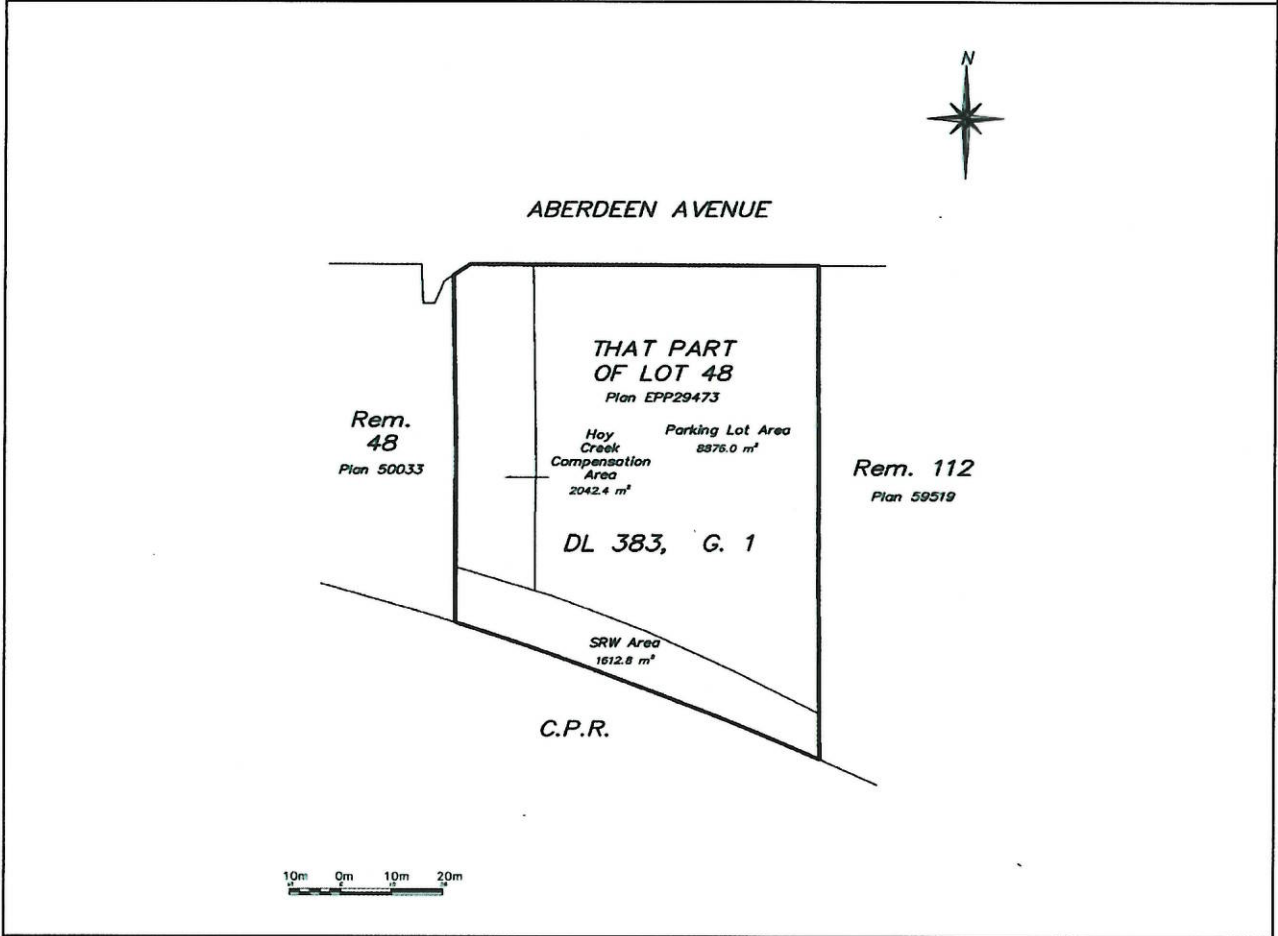 N
ABERDEEN AVENUE
THAT PART
OF LOT 48
Plan EPP29473
Rem.
48
Plan 50033
Hoy
Creek
Compensation
Area
2042.4 m²
Parking Lot Area
8876.0 m²
Rem. 112
Plan 59519
DL 383, G. 1
SRW Area
1612.8 m²
C.P.R.
10m 0m 10m 20m